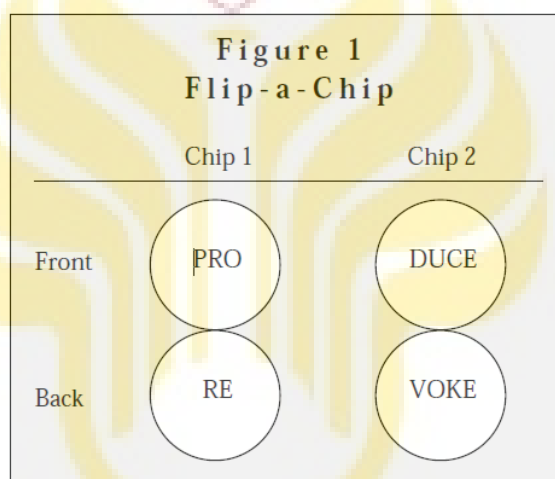 Figure 1
Flip-a-Chip
Chip 1 Chip 2
Front PRO DUCE
Back RE VOKE